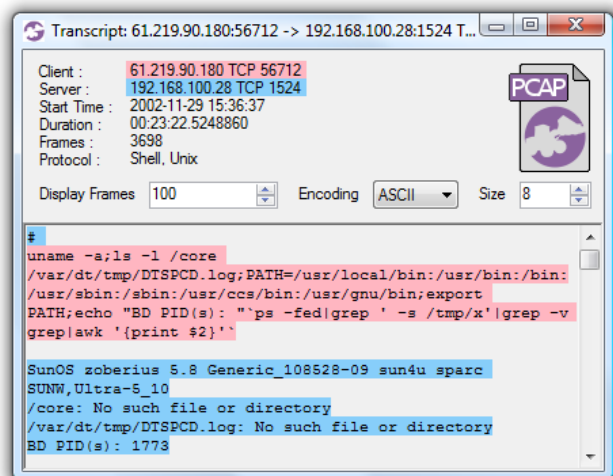 Transcript: 61.219.90.180:56712 -> 192.168.100.28:1524 T...
Client : 61.219.90.180 TCP 56712
Server : 192.168.100.28 TCP 1524
Start Time : 2002-11-29 15:36:37
Duration : 00:23:22.5248860
Frames : 3698
Protocol : Shell, Unix
PCAP
Display Frames 100 Encoding ASCII Size 8
#
uname -a;ls -l /core
/var/dt/tmp/DTSPCD.log;PATH=/usr/local/bin:/usr/bin:/bin:
/usr/sbin:/sbin:/usr/ccs/bin:/usr/gnu/bin;export
PATH;echo "BD PID(s): "`ps -fed|grep ' -s /tmp/x'|grep -v
grep|awk '{print $2}'`
SunOS zoberius 5.8 Generic_108528-09 sun4u sparc
SUNW,Ultra-5_10
/core: No such file or directory
/var/dt/tmp/DTSPCD.log: No such file or directory
BD PID(s): 1773